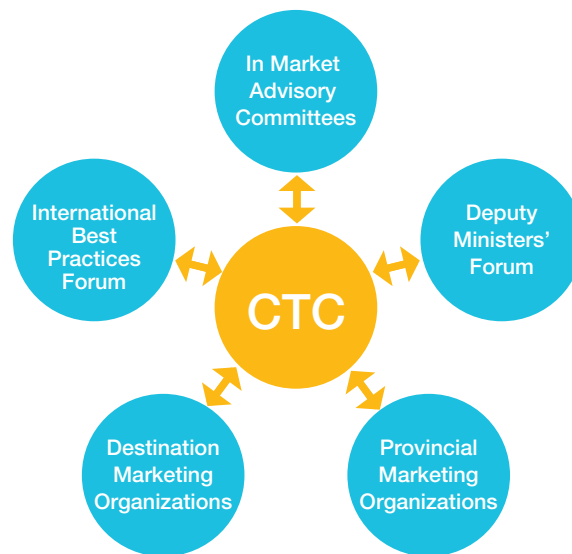 In Market
Advisory
Committees
International
Best
Practices
Forum
Deputy
Ministers’
Forum
CTC
Destination
Marketing
Organizations
Provincial
Marketing
Organizations